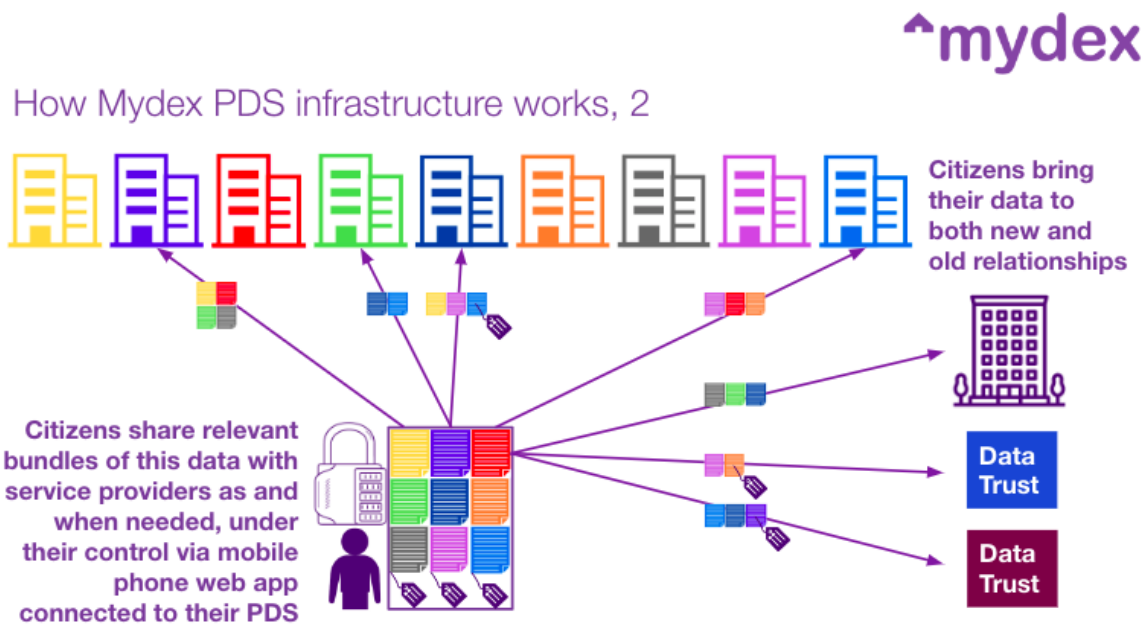 mydex
How Mydex PDS infrastructure works, 2
Citizens bring
their data to
both new and
old relationships
Citizens share relevant
bundles of this data with
service providers as and
when needed, under
their control via mobile
phone web app
connected to their PDS
Data
Trust
Data
Trust